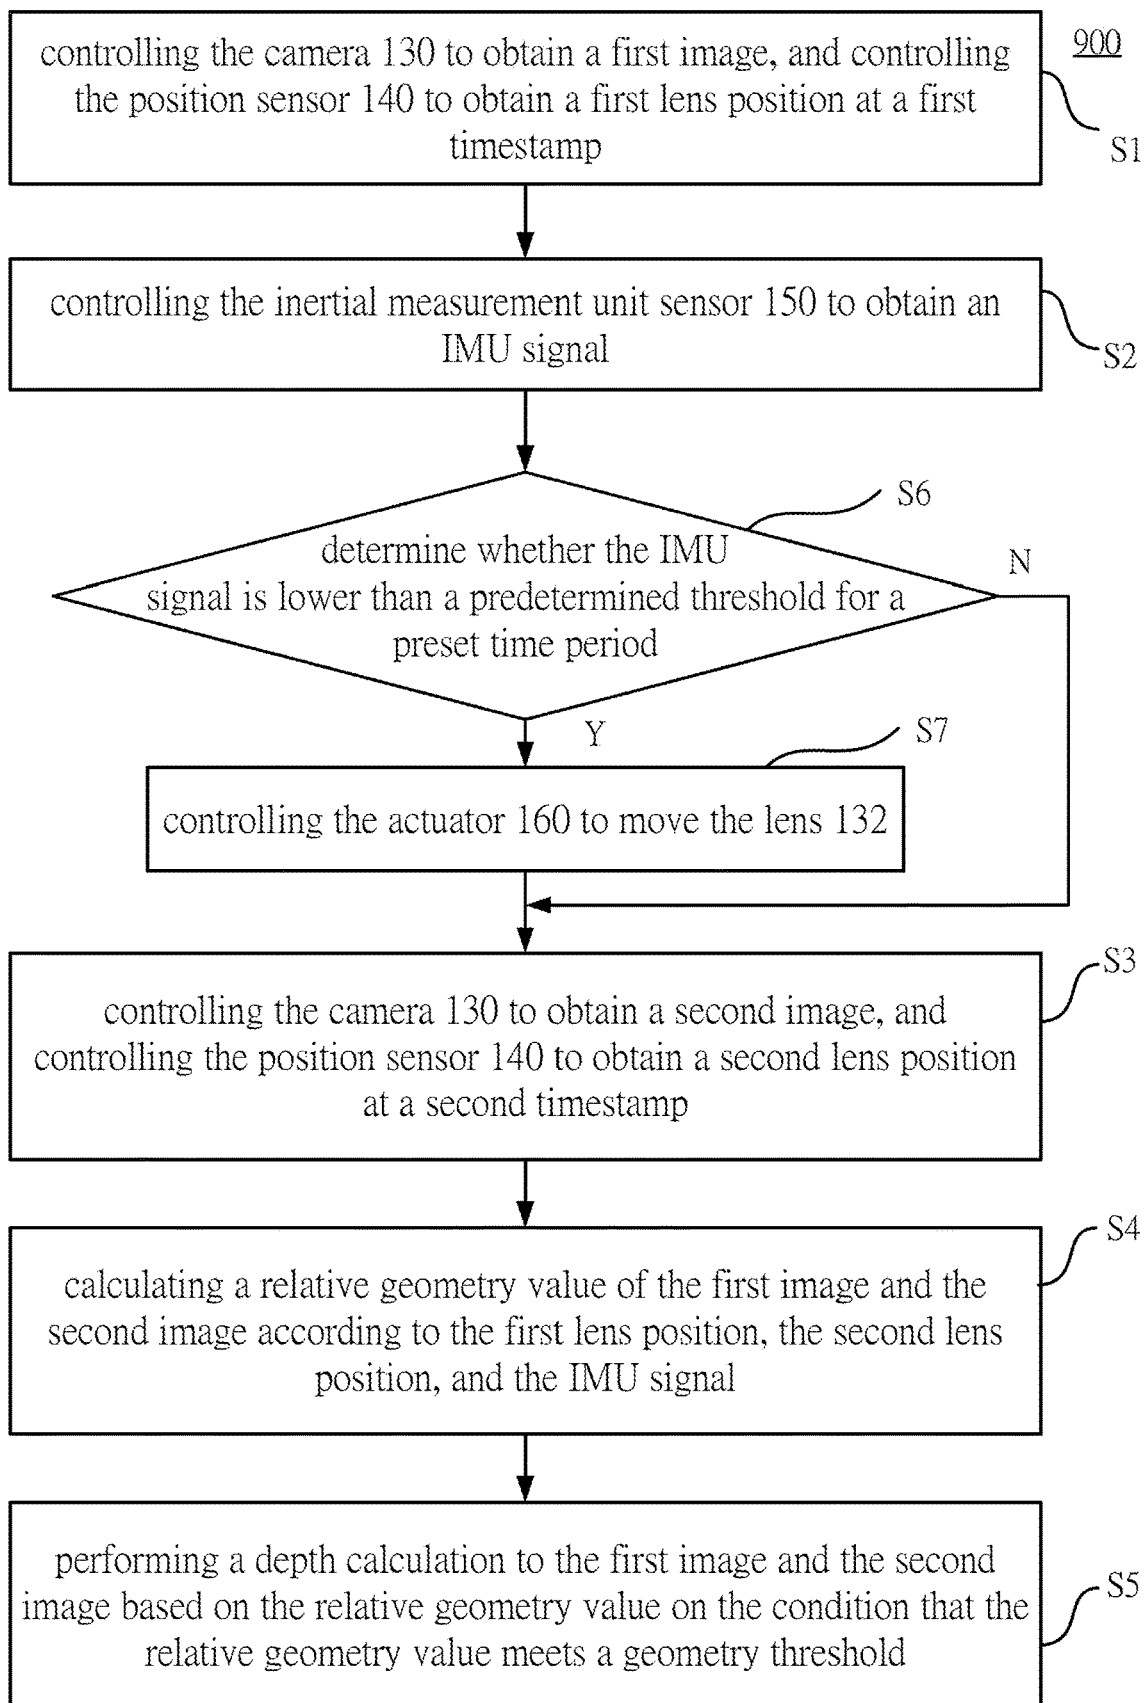 controlling the camera 130 to obtain a first image, and controlling
the position sensor 140 to obtain a first lens position at a first
timestamp
900
S1
controlling the inertial measurement unit sensor 150 to obtain an
IMU signal
S2
S6
determine whether the IMU
signal is lower than a predetermined threshold for a
preset time period
N
Y
S7
controlling the actuator 160 to move the lens 132
S3
controlling the camera 130 to obtain a second image, and
controlling the position sensor 140 to obtain a second lens position
at a second timestamp
S4
calculating a relative geometry value of the first image and the
second image according to the first lens position, the second lens
position, and the IMU signal
performing a depth calculation to the first image and the second
image based on the relative geometry value on the condition that the
relative geometry value meets a geometry threshold
S5